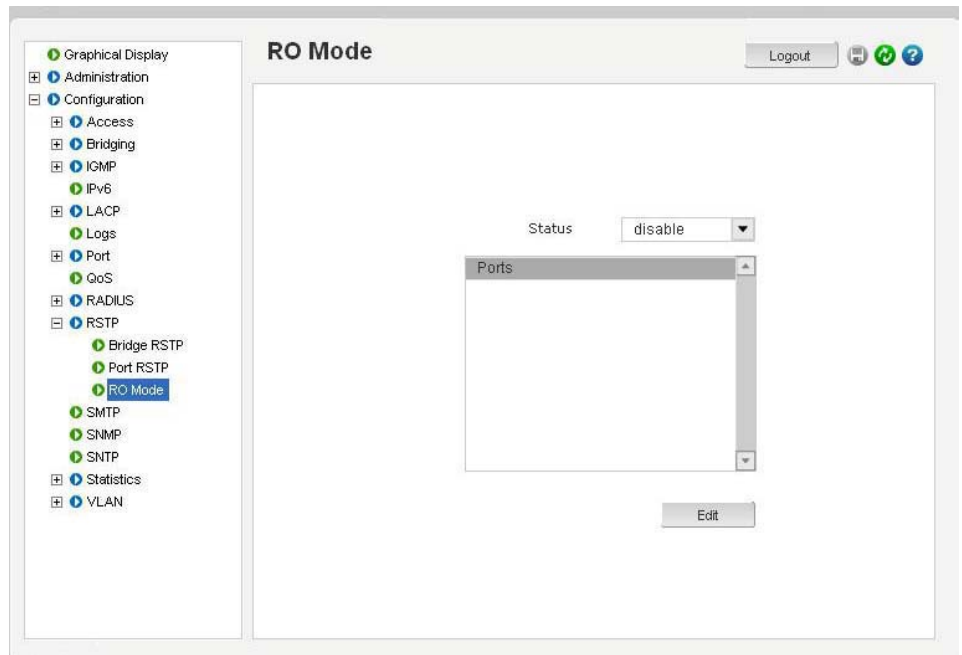 RO Mode
Logout
Graphical Display
Administration
Configuration
Access
Bridging
IGMP
IPv6
LACP
Logs
Port
QoS
RADIUS
RSTP
Bridge RSTP
Port RSTP
RO Mode
SMTP
SNMP
SNTP
Statistics
VLAN
Status disable
Ports
Edit